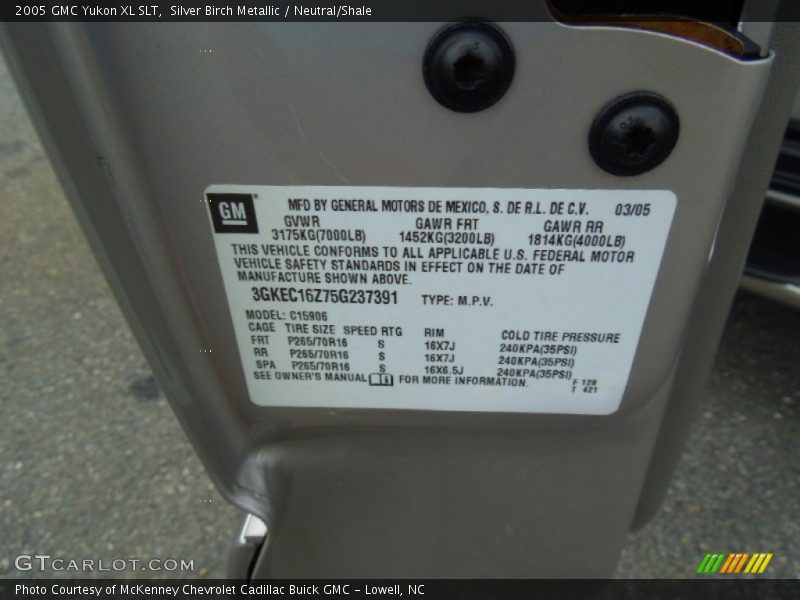 2005 GMC Yukon XL SLT,  Silver Birch Metallic / Neutral/Shale
GM
MFD BY GENERAL MOTORS DE MEXICO, S. DE R.L. DE C.V. 03/05
GVWR GAWR FRT GAWR RR
3175KG(7000LB) 1452KG(3200LB) 1814KG(4000LB)
THIS VEHICLE CONFORMS TO ALL APPLICABLE U.S. FEDERAL MOTOR
VEHICLE SAFETY STANDARDS IN EFFECT ON THE DATE OF
MANUFACTURE SHOWN ABOVE.
3GKEC16Z75G237391 TYPE: M.P.V.
MODEL: C15906
CAGE TIRE SIZE SPEED RTG RIM COLD TIRE PRESSURE
FRT P265/70R16 S 16X7J 240KPA(35PSI)
RR P265/70R16 S 16X7J 240KPA(35PSI)
SPA P265/70R16 S 16X6.5J 240KPA(35PSI)
SEE OWNER'S MANUAL FOR MORE INFORMATION. F 129
T 421
GTCARLOT.COM
Photo Courtesy of McKenney Chevrolet Cadillac Buick GMC - Lowell, NC